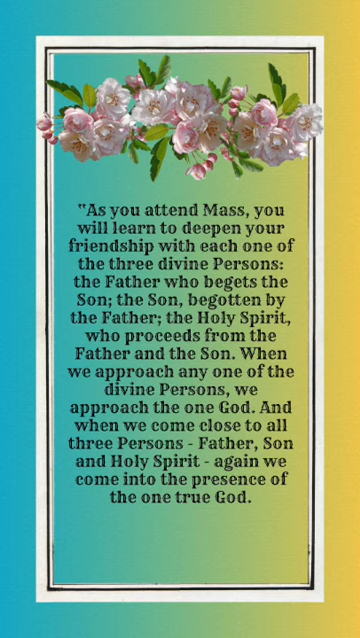 "As you attend Mass, you
will learn to deepen your
friendship with each one of
the three divine Persons:
the Father who begets the
Son; the Son, begotten by
the Father; the Holy Spirit,
who proceeds from the
Father and the Son. When
we approach any one of the
divine Persons, we
approach the one God. And
when we come close to all
three Persons - Father, Son
and Holy Spirit - again we
come into the presence of
the one true God.